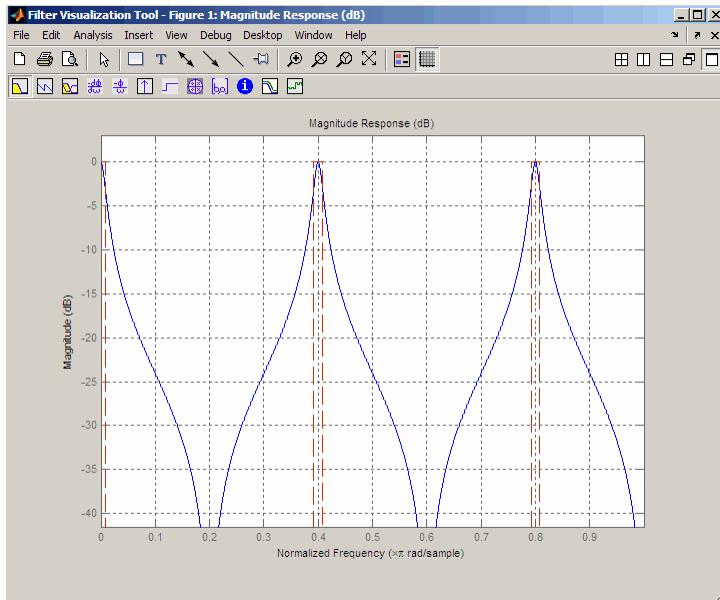 Filter Visualization Tool - Figure 1: Magnitude Response (dB)
File Edit Analysis Insert View Debug Desktop Window Help
Magnitude Response (dB)
0
-5
-10
-15
-20
-25
-30
-35
-40
Magnitude (dB)
0 0.1 0.2 0.3 0.4 0.5 0.6 0.7 0.8 0.9
Normalized Frequency (×π rad/sample)